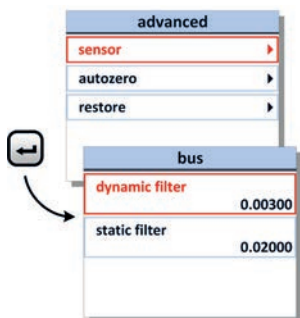 advanced
sensor
autozero
restore
bus
dynamic filter
0.00300
static filter
0.02000